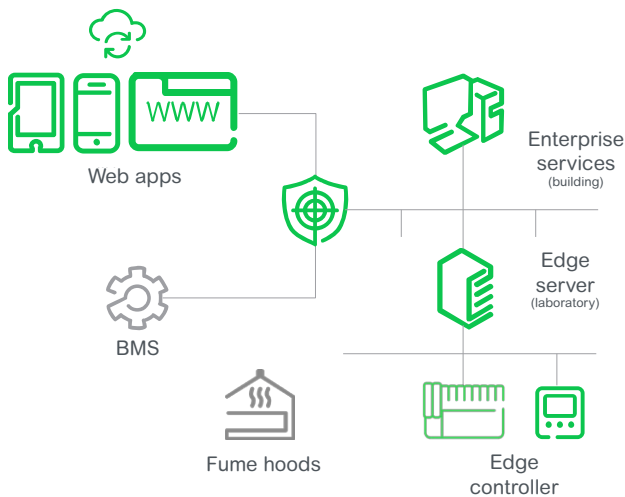 WWW
Web apps
Enterprise
services
(building)
Edge
server
(laboratory)
BMS
Fume hoods
Edge
controller